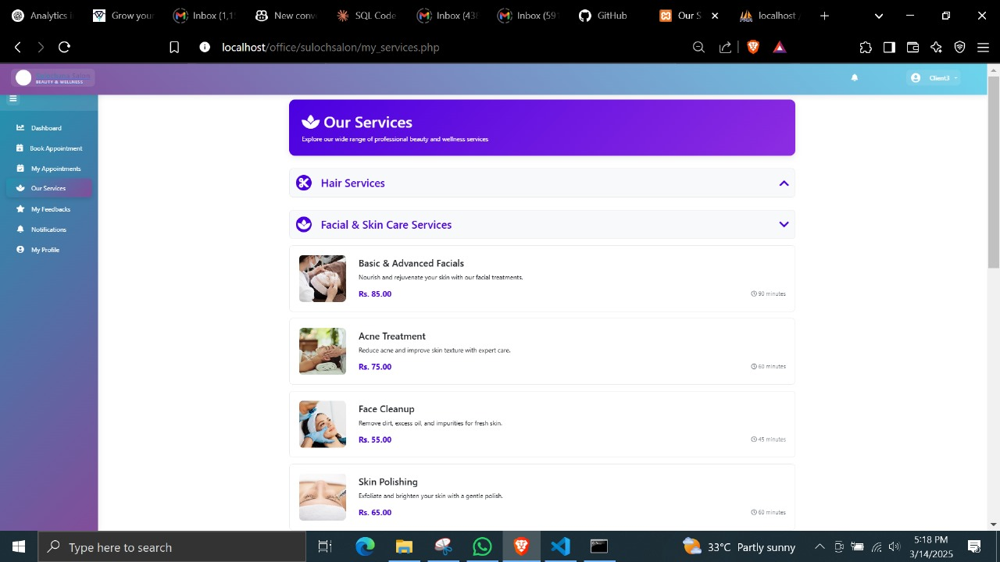 Analytics i
Grow your
Inbox (1,15
New conv
SQL Code
Inbox (438
Inbox (591
GitHub
Our S
localhost /
localhost/office/sulochsalon/my_services.php
BEAUTY & WELLNESS
Client3
Dashboard
Book Appointment
My Appointments
Our Services
My Feedbacks
Notifications
My Profile
Our Services
Explore our wide range of professional beauty and wellness services
Hair Services
Facial & Skin Care Services
Basic & Advanced Facials
Nourish and rejuvenate your skin with our facial treatments.
Rs. 85.00
90 minutes
Acne Treatment
Reduce acne and improve skin texture with expert care.
Rs. 75.00
60 minutes
Face Cleanup
Remove dirt, excess oil, and impurities for fresh skin.
Rs. 55.00
45 minutes
Skin Polishing
Exfoliate and brighten your skin with a gentle polish.
Rs. 65.00
60 minutes
Type here to search
33°C Partly sunny
5:18 PM
3/14/2025